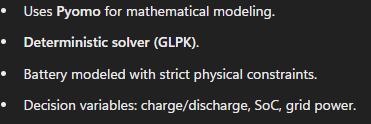 • Uses Pyomo for mathematical modeling.
• Deterministic solver (GLPK).
• Battery modeled with strict physical constraints.
• Decision variables: charge/discharge, SoC, grid power.